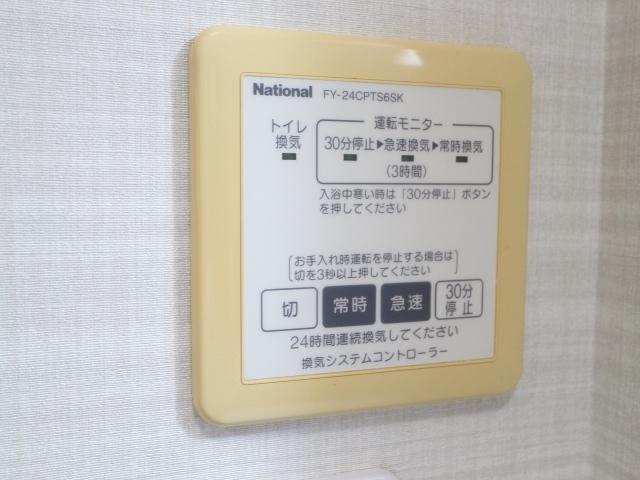 National FY-24CPTS6SK
トイレ
換気
運転モニター
30分停止▶急速換気▶常時換気
(3時間)
入浴中寒い時は「30分停止」ボタン
を押してください
お手入れ時運転を停止する場合は
切を3秒以上押してください
切 常時 急速 30分
停止
24時間連続換気してください
換気システムコントローラー